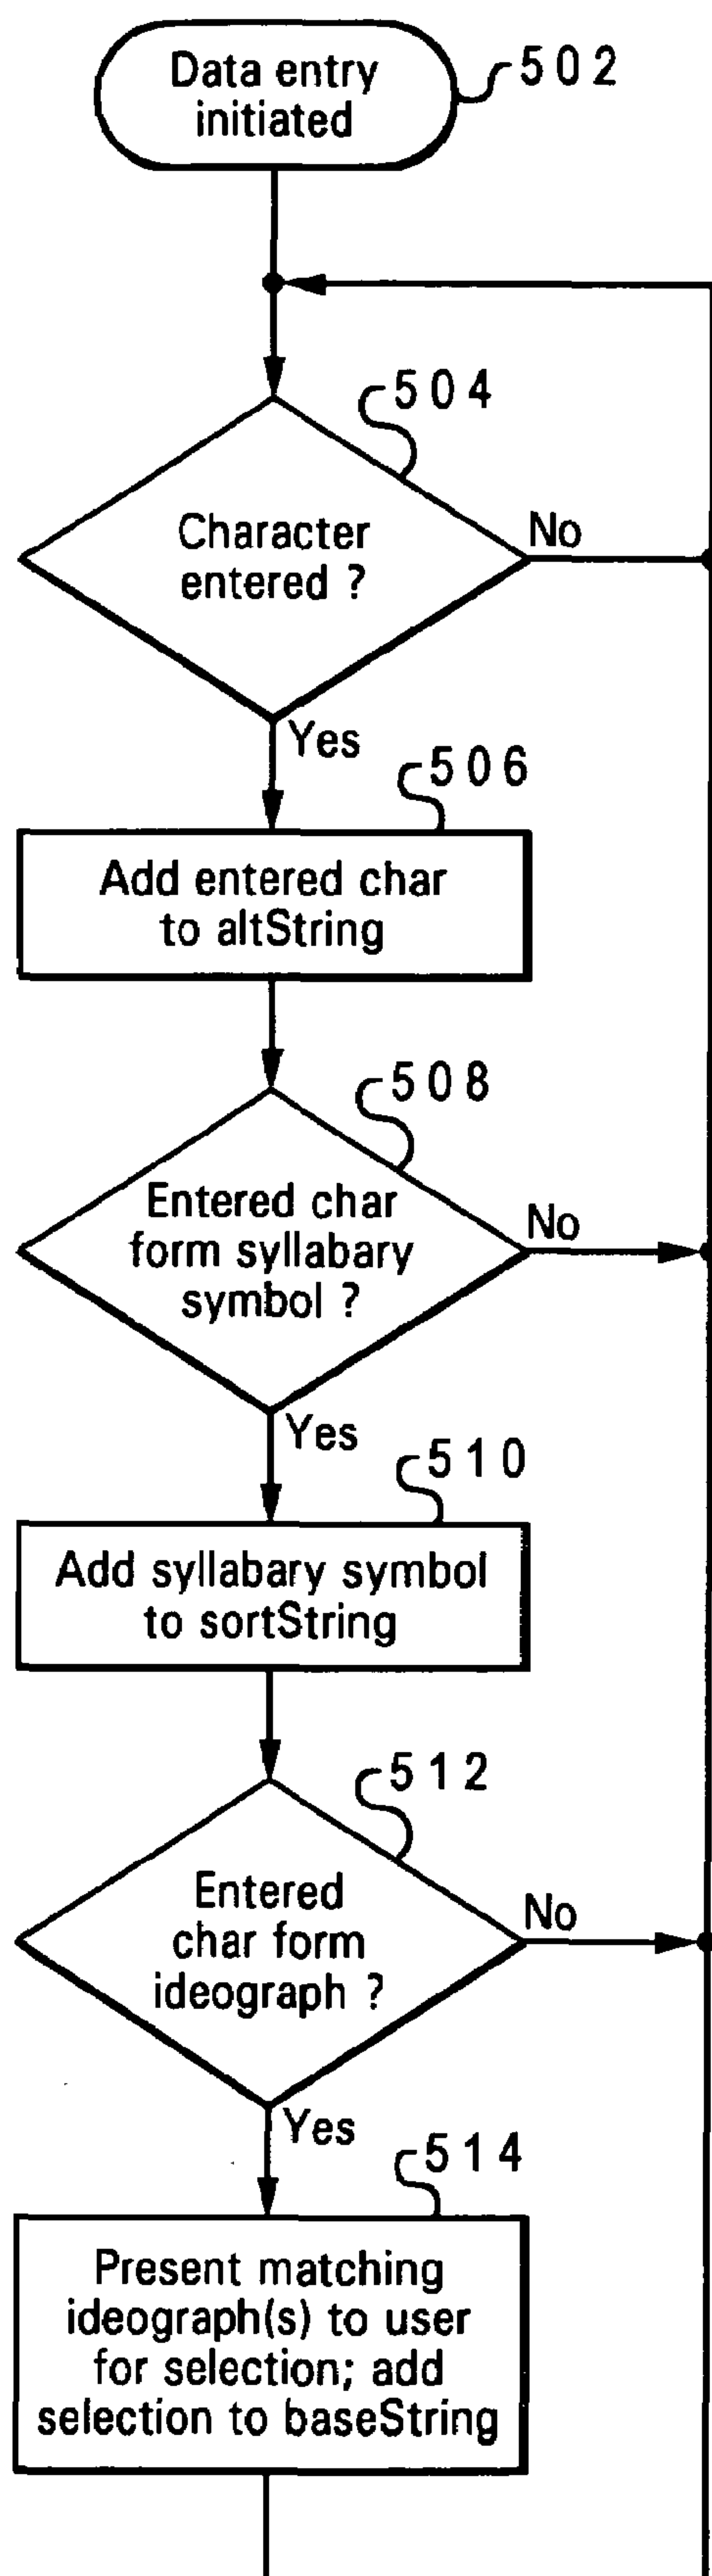 Data entry
initiated
502
504
Character
entered ?
No
Yes
506
Add entered char
to altString
508
Entered char
form syllabary
symbol ?
No
Yes
510
Add syllabary symbol
to sortString
512
Entered
char form
ideograph ?
No
Yes
514
Present matching
ideograph(s) to user
for selection; add
selection to baseString